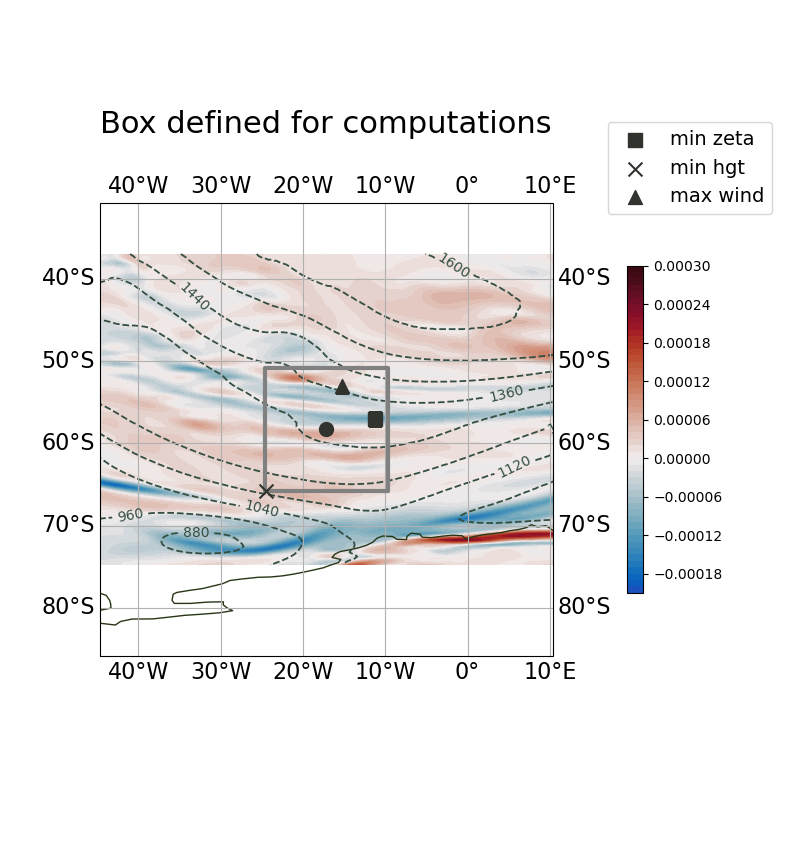 Box defined for computations
min zeta
min hgt
max wind
40°W 30°W 20°W 10°W 0° 10°E
1600
40°S 40°S
1440
50°S 50°S
1360
60°S 60°S
1120
1040
960
70°S 70°S
880
80°S 80°S
40°W 30°W 20°W 10°W 0° 10°E
0.00030
0.00024
0.00018
0.00012
0.00006
0.00000
−0.00006
−0.00012
−0.00018